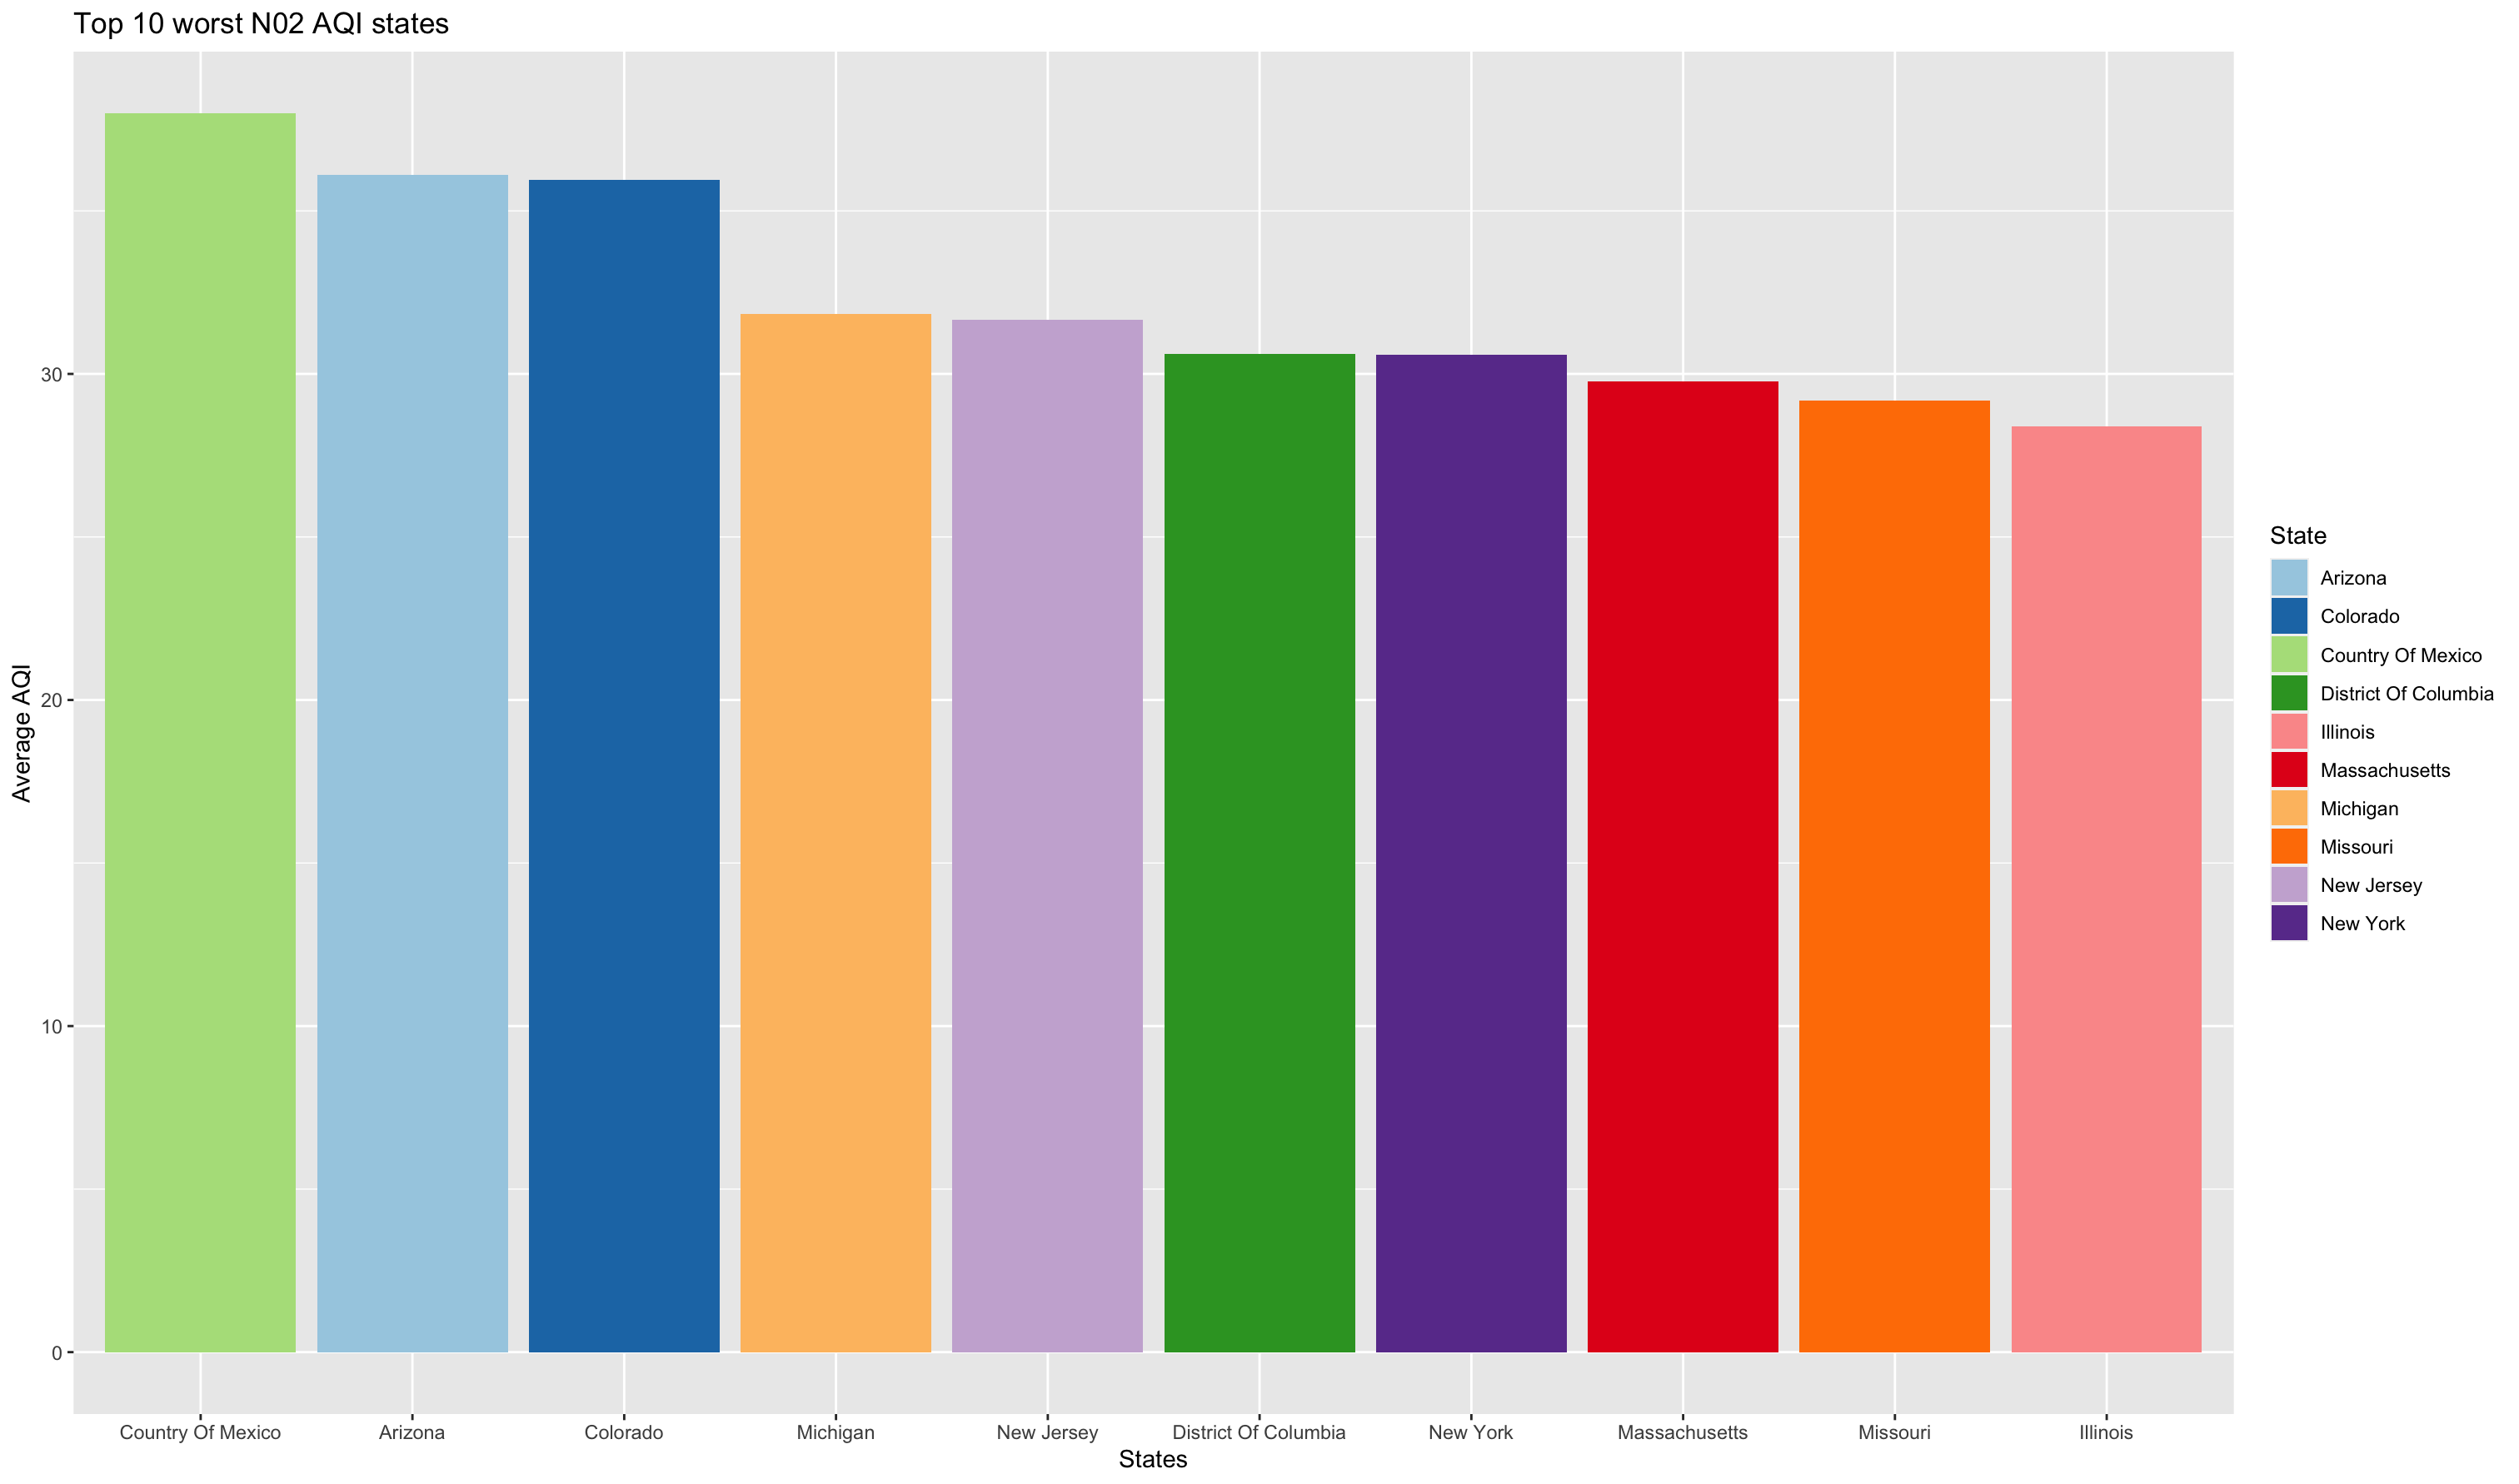 Top 10 worst N02 AQI states
Average AQI
30
20
10
0
Country Of Mexico
Arizona
Colorado
Michigan
New Jersey
District Of Columbia
New York
Massachusetts
Missouri
Illinois
States
State
Arizona
Colorado
Country Of Mexico
District Of Columbia
Illinois
Massachusetts
Michigan
Missouri
New Jersey
New York